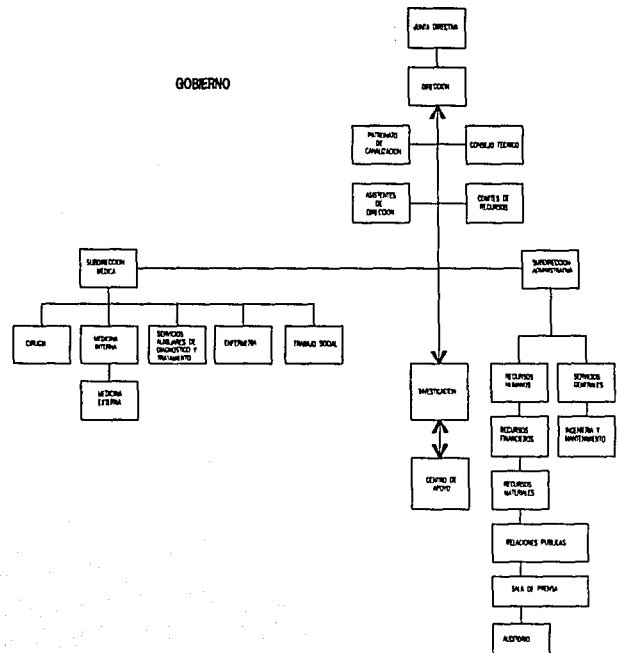 JUNTA DIRECTIVA
GOBIERNO
DIRECCION
PATRONATO
DE
CANALIZACION
CONSEJO TECNICO
ASISTENTES
DE
DIRECCION
COMITES DE
RECURSOS
SUBDIRECCION
MEDICA
SUBDIRECCION
ADMINISTRATIVA
CIRUGIA
MEDICINA
INTERNA
SERVICIOS
AUXILIARES DE
DIAGNOSTICO Y
TRATAMIENTO
ENFERMERIA
TRABAJO SOCIAL
MEDICINA
EXTERNA
INVESTIGACION
RECURSOS
HUMANOS
SERVICIOS
GENERALES
RECURSOS
FINANCIEROS
INGENIERIA Y
MANTENIMIENTO
CENTRO DE
APOYO
RECURSOS
MATERIALES
RELACIONES PUBLICAS
SALA DE PRENSA
AUDITORIO